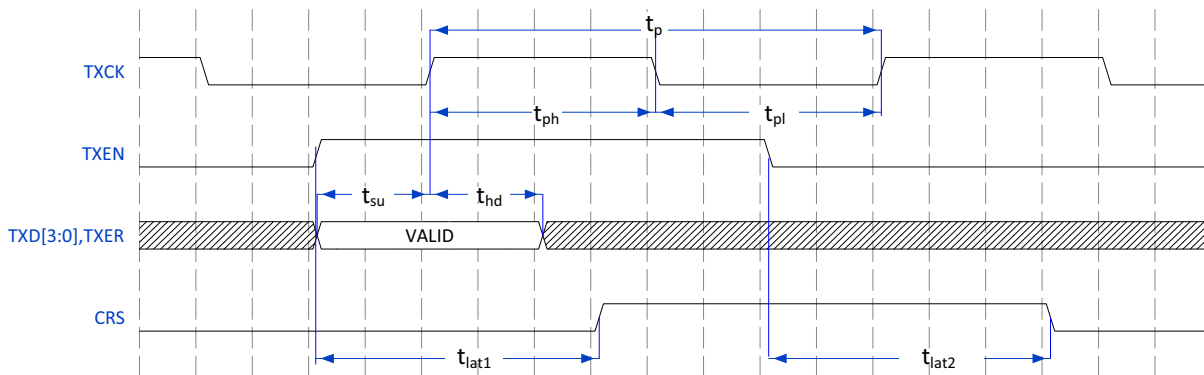 tp
TXCK
tph
tpl
TXEN
tsu
thd
TXD[3:0],TXER
VALID
CRS
tlat1
tlat2